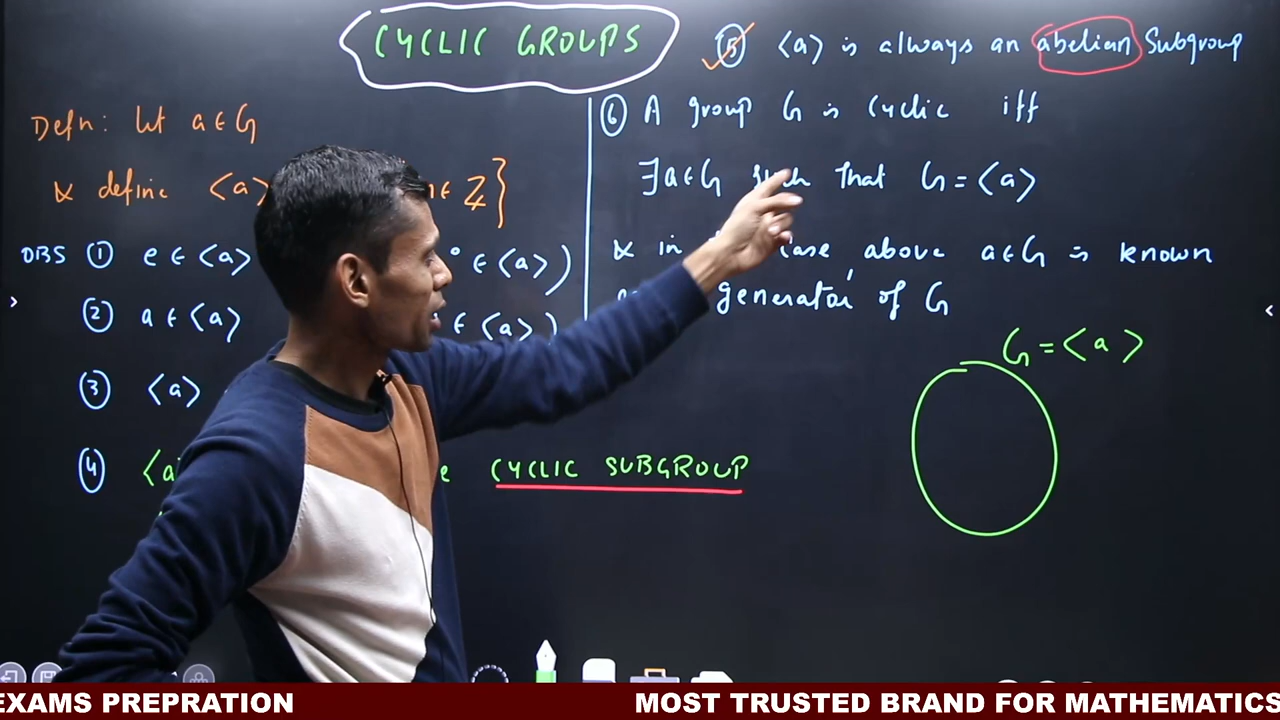 CYCLIC GROUPS
Defn: Let a∈G
& define <a> n∈ℤ}
OBS ① e∈<a> ° ∈<a>)
② a∈<a> ∈<a>)
③ <a>
④ <a e CYCLIC SUBGROUP
⑤ <a> is always an abelian Subgroup
⑥ A group G is Cyclic iff
∃a∈G such that G=<a>
& in case above a∈G is known
generator of G
G=<a>
EXAMS PREPRATION
MOST TRUSTED BRAND FOR MATHEMATICS